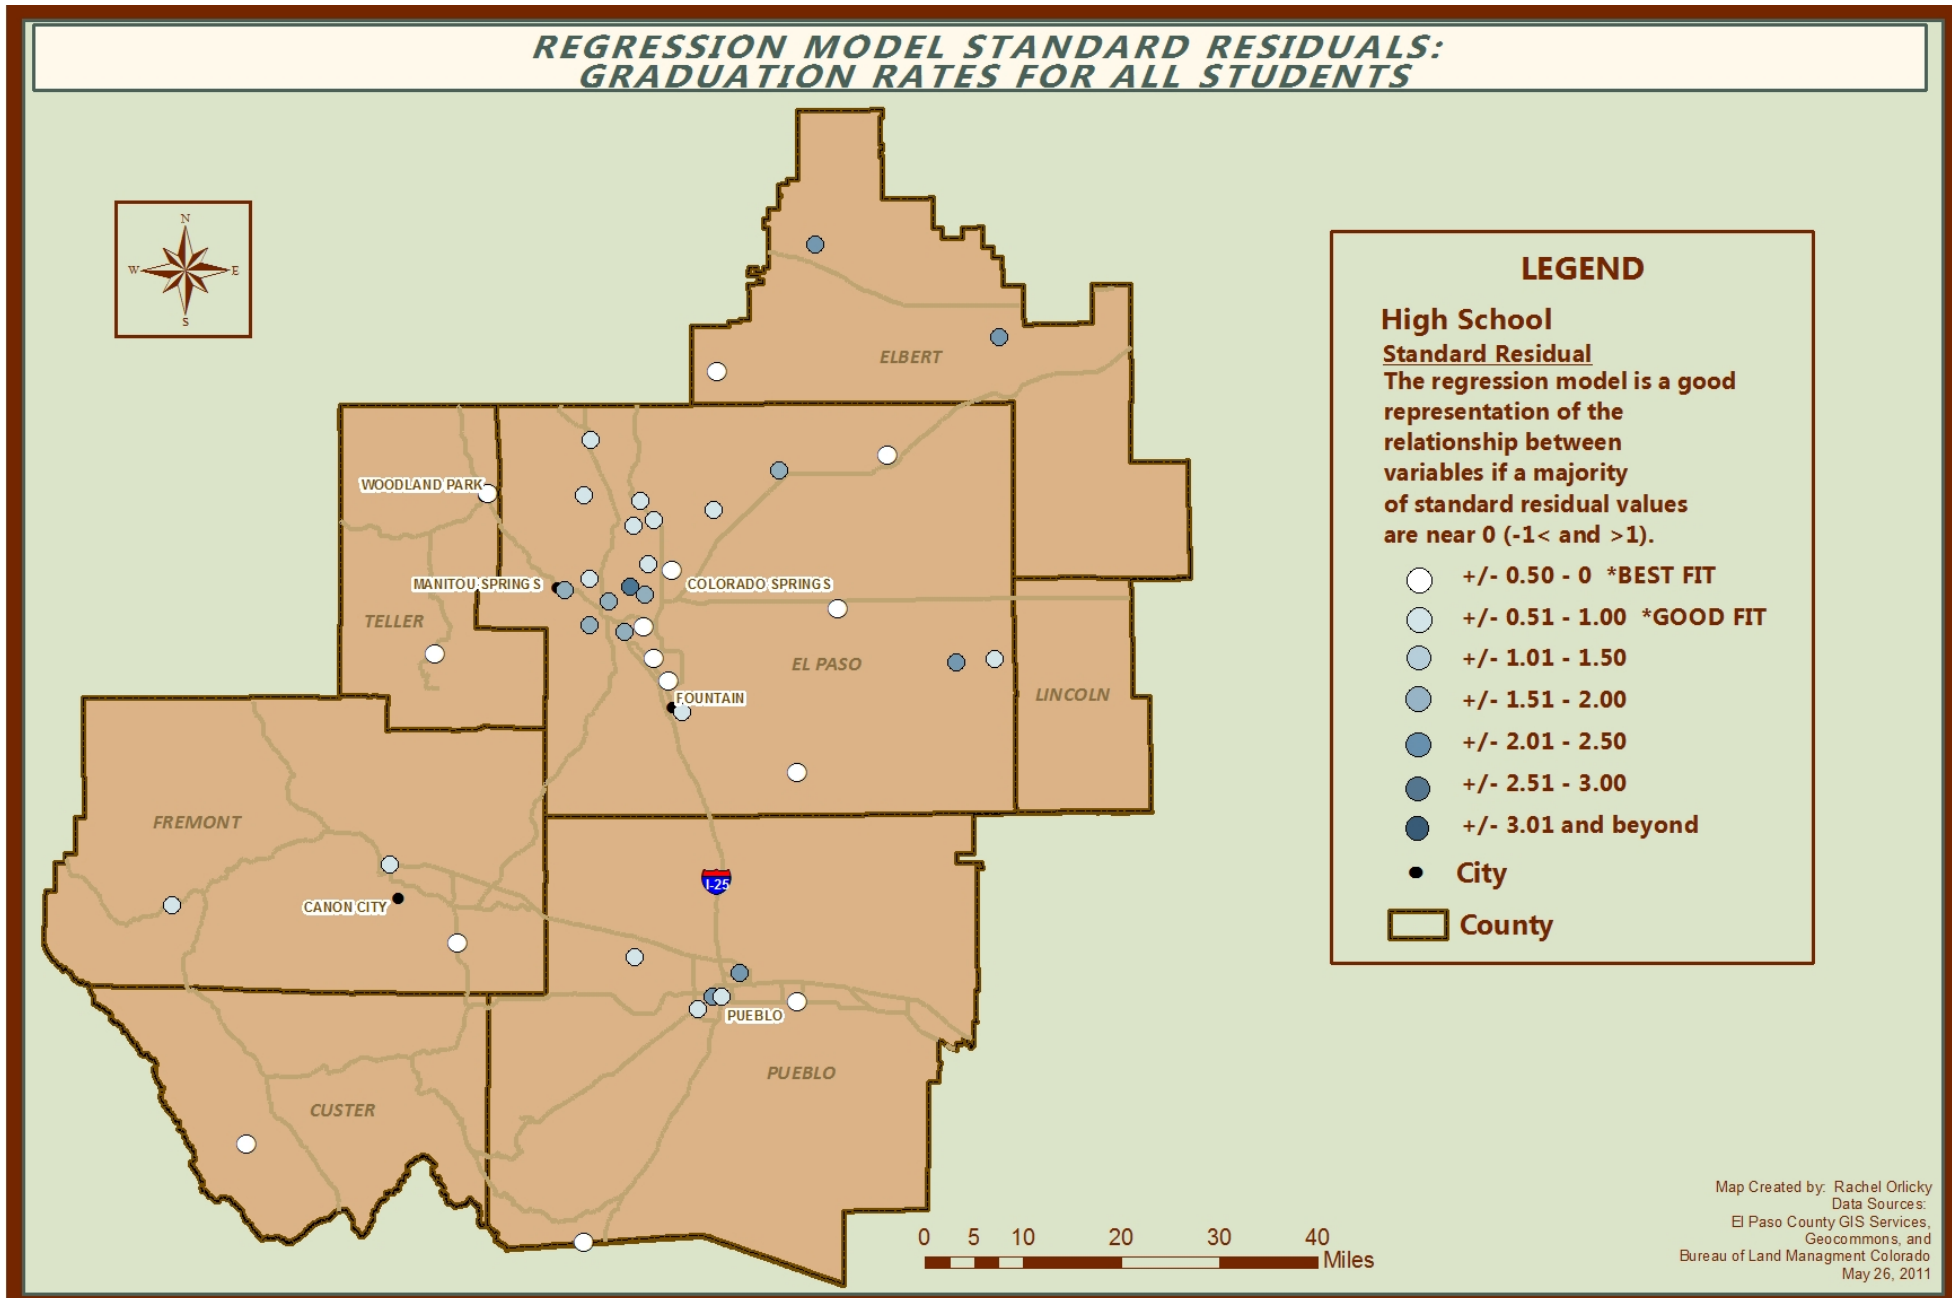 REGRESSION MODEL STANDARD RESIDUALS:
GRADUATION RATES FOR ALL STUDENTS
N
W
E
S
ELBERT
WOODLAND PARK
MANITOU SPRINGS
COLORADO SPRINGS
TELLER
EL PASO
LINCOLN
FOUNTAIN
FREMONT
I-25
CANON CITY
PUEBLO
PUEBLO
CUSTER
LEGEND
High School
Standard Residual
The regression model is a good
representation of the
relationship between
variables if a majority
of standard residual values
are near 0 (-1< and >1).
+/- 0.50 - 0 *BEST FIT
+/- 0.51 - 1.00 *GOOD FIT
+/- 1.01 - 1.50
+/- 1.51 - 2.00
+/- 2.01 - 2.50
+/- 2.51 - 3.00
+/- 3.01 and beyond
City
County
0 5 10 20 30 40
Miles
Map Created by: Rachel Orlicky
Data Sources:
El Paso County GIS Services,
Geocommons, and
Bureau of Land Managment Colorado
May 26, 2011